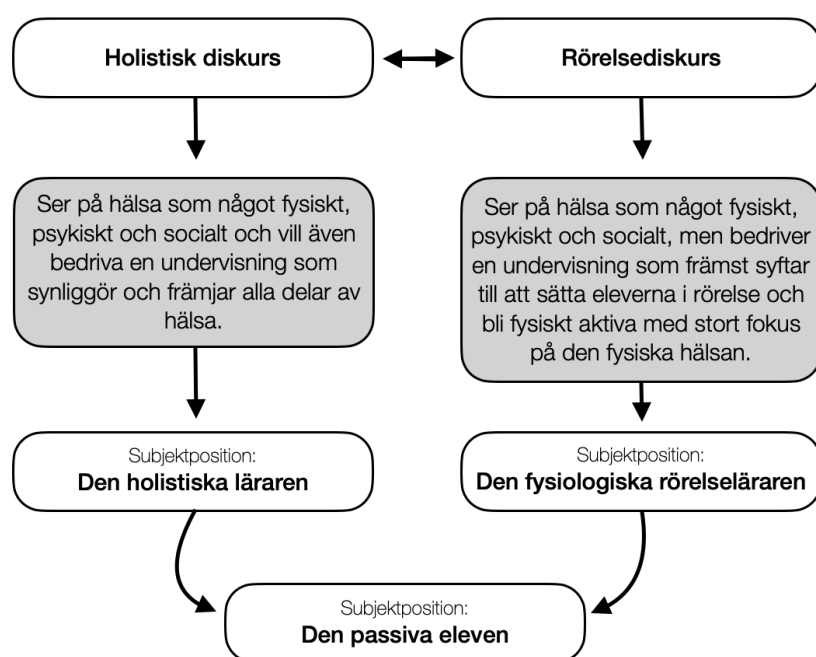 Holistisk diskurs
Rörelsediskurs
Ser på hälsa som något fysiskt,
psykiskt och socialt och vill även
bedriva en undervisning som
synliggör och främjar alla delar av
hälsa.
Ser på hälsa som något fysiskt,
psykiskt och socialt, men bedriver
en undervisning som främst syftar
till att sätta eleverna i rörelse och
bli fysiskt aktiva med stort fokus
på den fysiska hälsan.
Subjektposition:
Den holistiska läraren
Subjektposition:
Den fysiologiska rörelseläraren
Subjektposition:
Den passiva eleven